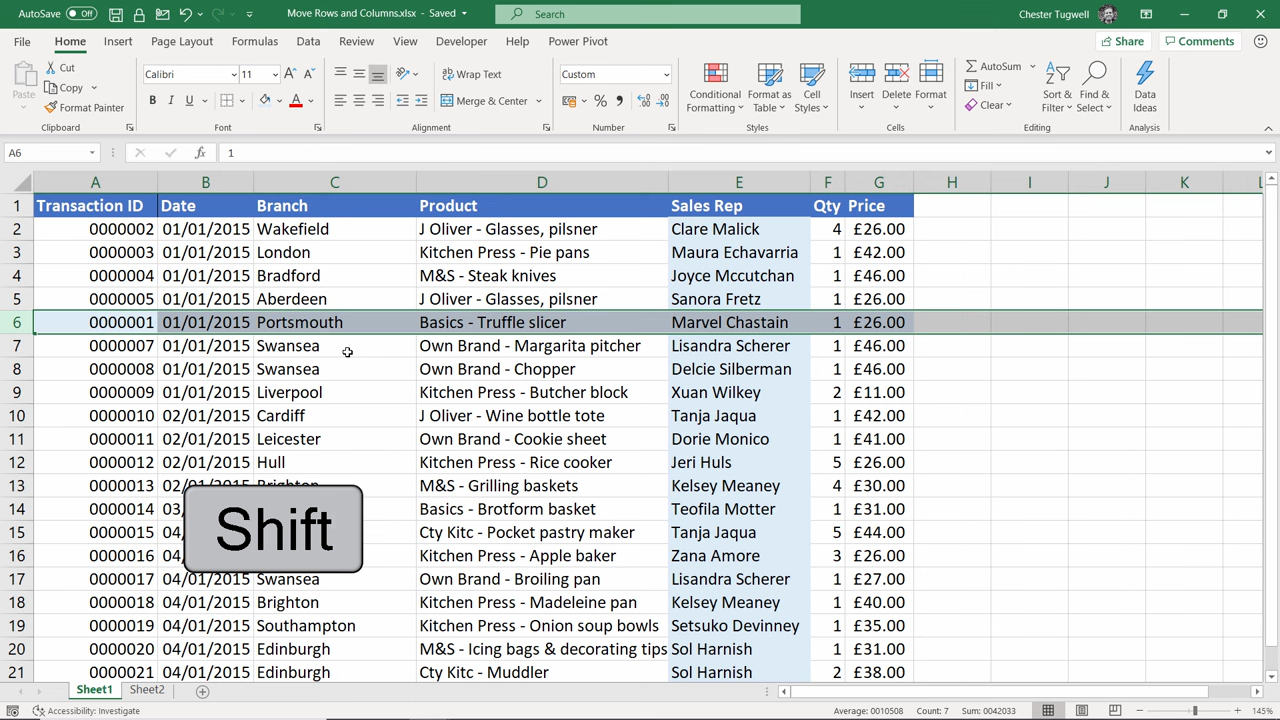 AutoSave Off Move Rows and Columns.xlsx - Saved Search Chester Tugwell
File Home Insert Draw Page Layout Formulas Data Review View Developer Help Power Pivot Share Comments
Cut
Copy
Format Painter
Paste
Calibri 11
B I U
Wrap Text
Merge & Center
Custom
Conditional Formatting
Format as Table
Cell Styles
Insert
Delete
Format
AutoSum
Fill
Clear
Sort & Filter
Find & Select
Data Ideas
Clipboard Font Alignment Number Styles Cells Editing Analysis
A6 fx 1
A B C D E F G H I J K L
1 Transaction ID Date Branch Product Sales Rep Qty Price
2 0000002 01/01/2015 Wakefield J Oliver - Glasses, pilsner Clare Malick 4 £26.00
3 0000003 01/01/2015 London Kitchen Press - Pie pans Maura Echavarria 1 £42.00
4 0000004 01/01/2015 Bradford M&S - Steak knives Joyce Mccutchan 1 £46.00
5 0000005 01/01/2015 Aberdeen J Oliver - Glasses, pilsner Sanora Fretz 1 £26.00
6 0000001 01/01/2015 Portsmouth Basics - Truffle slicer Marvel Chastain 1 £26.00
7 0000007 01/01/2015 Swansea Own Brand - Margarita pitcher Lisandra Scherer 1 £46.00
8 0000008 01/01/2015 Swansea Own Brand - Chopper Delcie Silberman 1 £46.00
9 0000009 01/01/2015 Liverpool Kitchen Press - Butcher block Xuan Wilkey 2 £11.00
10 0000010 02/01/2015 Cardiff J Oliver - Wine bottle tote Tanja Jaqua 1 £42.00
11 0000011 02/01/2015 Leicester Own Brand - Cookie sheet Dorie Monico 1 £41.00
12 0000012 02/01/2015 Hull Kitchen Press - Rice cooker Jeri Huls 5 £26.00
13 0000013 02/01/2015 Brighton M&S - Grilling baskets Kelsey Meaney 4 £30.00
14 0000014 03/ Basics - Brotform basket Teofila Motter 1 £31.00
15 0000015 Cty Kitc - Pocket pastry maker Tanja Jaqua 5 £44.00
16 0000016 Kitchen Press - Apple baker Zana Amore 3 £26.00
17 0000017 04/01/2015 Swansea Own Brand - Broiling pan Lisandra Scherer 1 £27.00
18 0000018 04/01/2015 Brighton Kitchen Press - Madeleine pan Kelsey Meaney 1 £40.00
19 0000019 04/01/2015 Southampton Kitchen Press - Onion soup bowls Setsuko Devinney 1 £35.00
20 0000020 04/01/2015 Edinburgh M&S - Icing bags & decorating tips Sol Harnish 1 £31.00
21 0000021 04/01/2015 Edinburgh Cty Kitc - Muddler Sol Harnish 2 £38.00
Shift
Sheet1 Sheet2
Accessibility: Investigate Average: 0010508 Count: 7 Sum: 0042033 145%